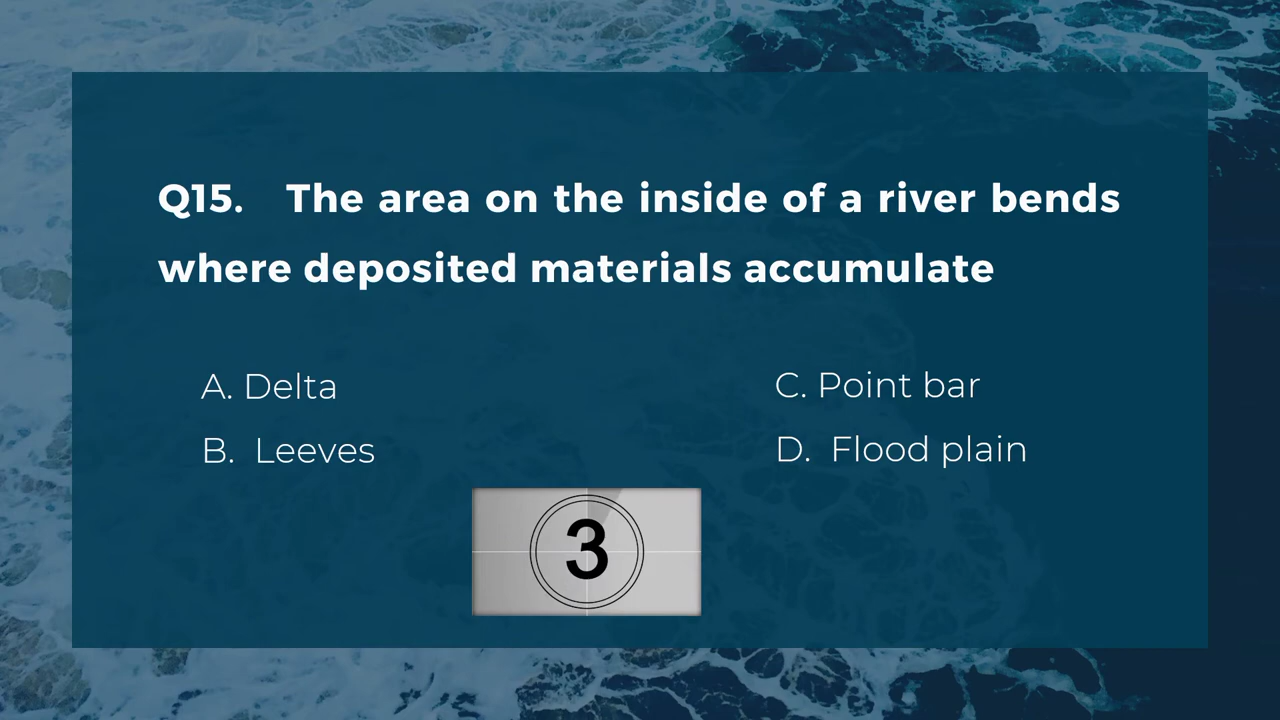 Q15. The area on the inside of a river bends
where deposited materials accumulate
A. Delta
B. Leeves
C. Point bar
D. Flood plain
3